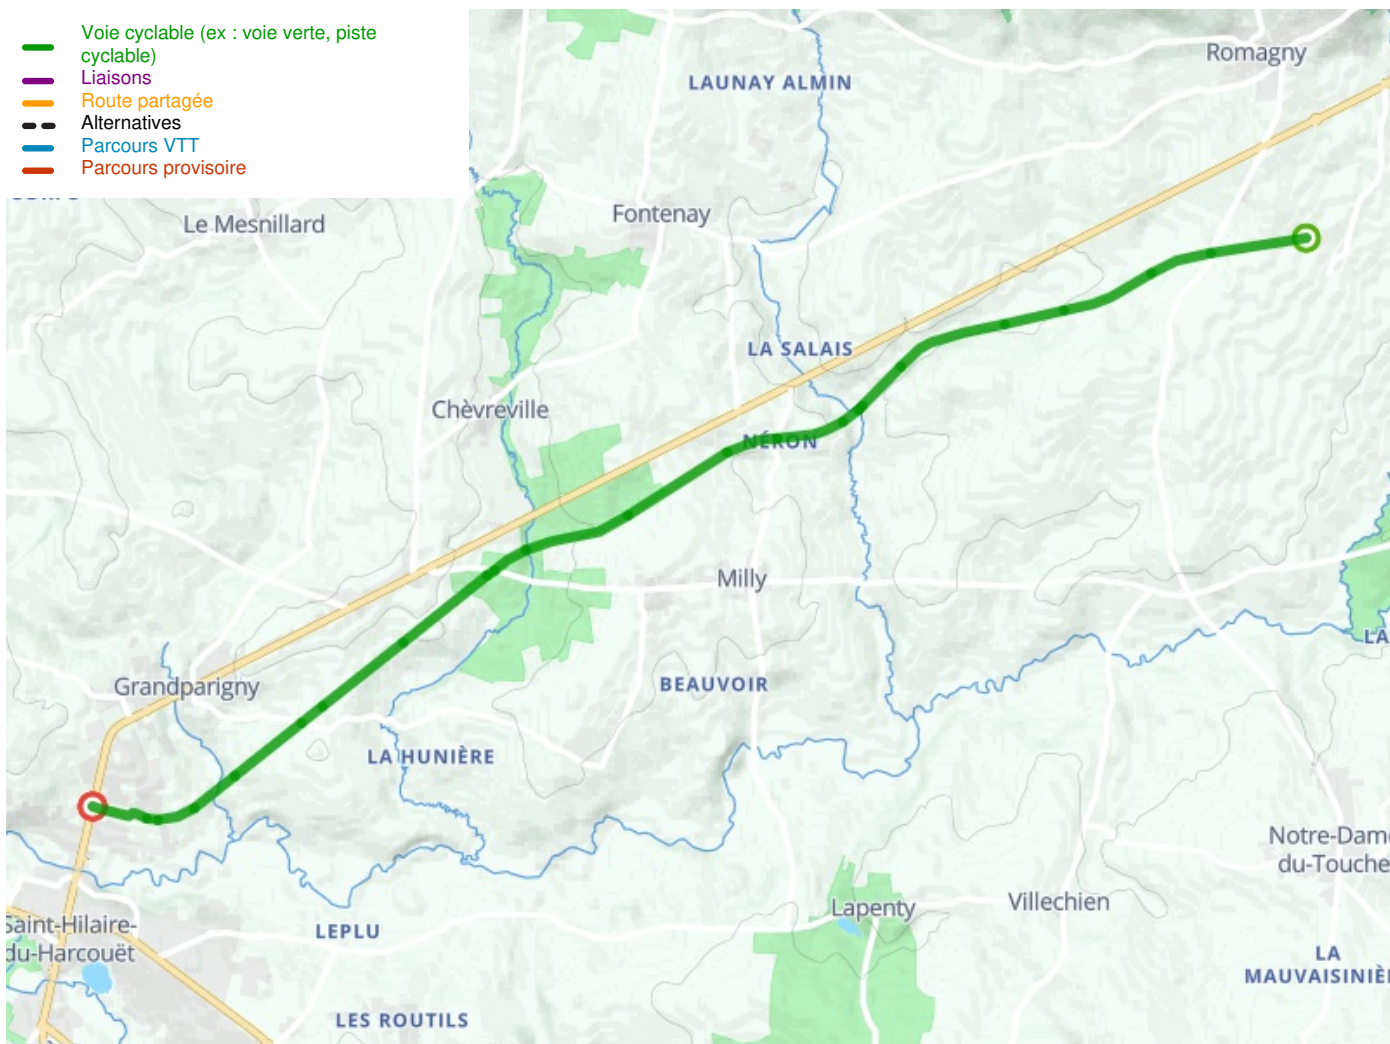 Voie cyclable (ex : voie verte, piste
cyclable)
Liaisons
Route partagée
Alternatives
Parcours VTT
Parcours provisoire
Romagny
LAUNAY ALMIN
Le Mesnillard
Fontenay
LA SALAIS
Chèvreville
NÉRON
Milly
LA
Grandparigny
BEAUVOIR
LA HUNIÈRE
Notre-Dame
du-Touche
Villechien
Lapenty
Saint-Hilaire-
du-Harcouët
LEPLU
LA
MAUVAISINIÈ
LES ROUTILS